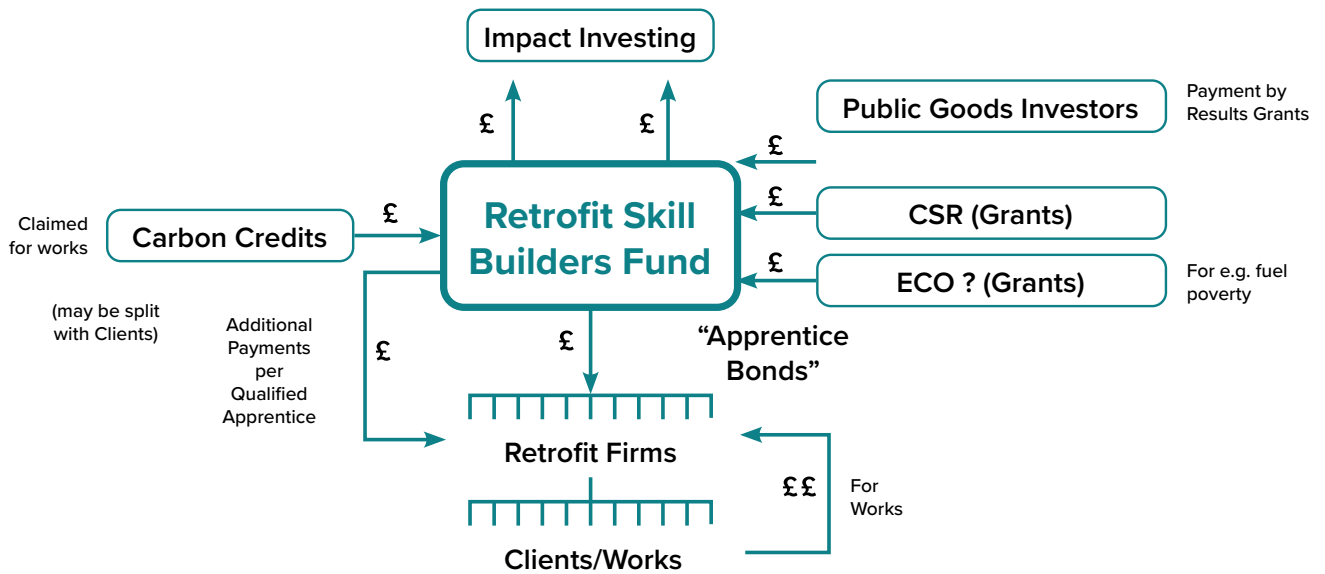 Impact Investing
£
£
Public Goods Investors
Payment by
Results Grants
£
Claimed
for works
Carbon Credits
£
Retrofit Skill
Builders Fund
£
CSR (Grants)
£
ECO ? (Grants)
For e.g. fuel
poverty
(may be split
with Clients)
Additional
Payments
per
Qualified
Apprentice
£
£
“Apprentice
Bonds”
Retrofit Firms
££
For
Works
Clients/Works